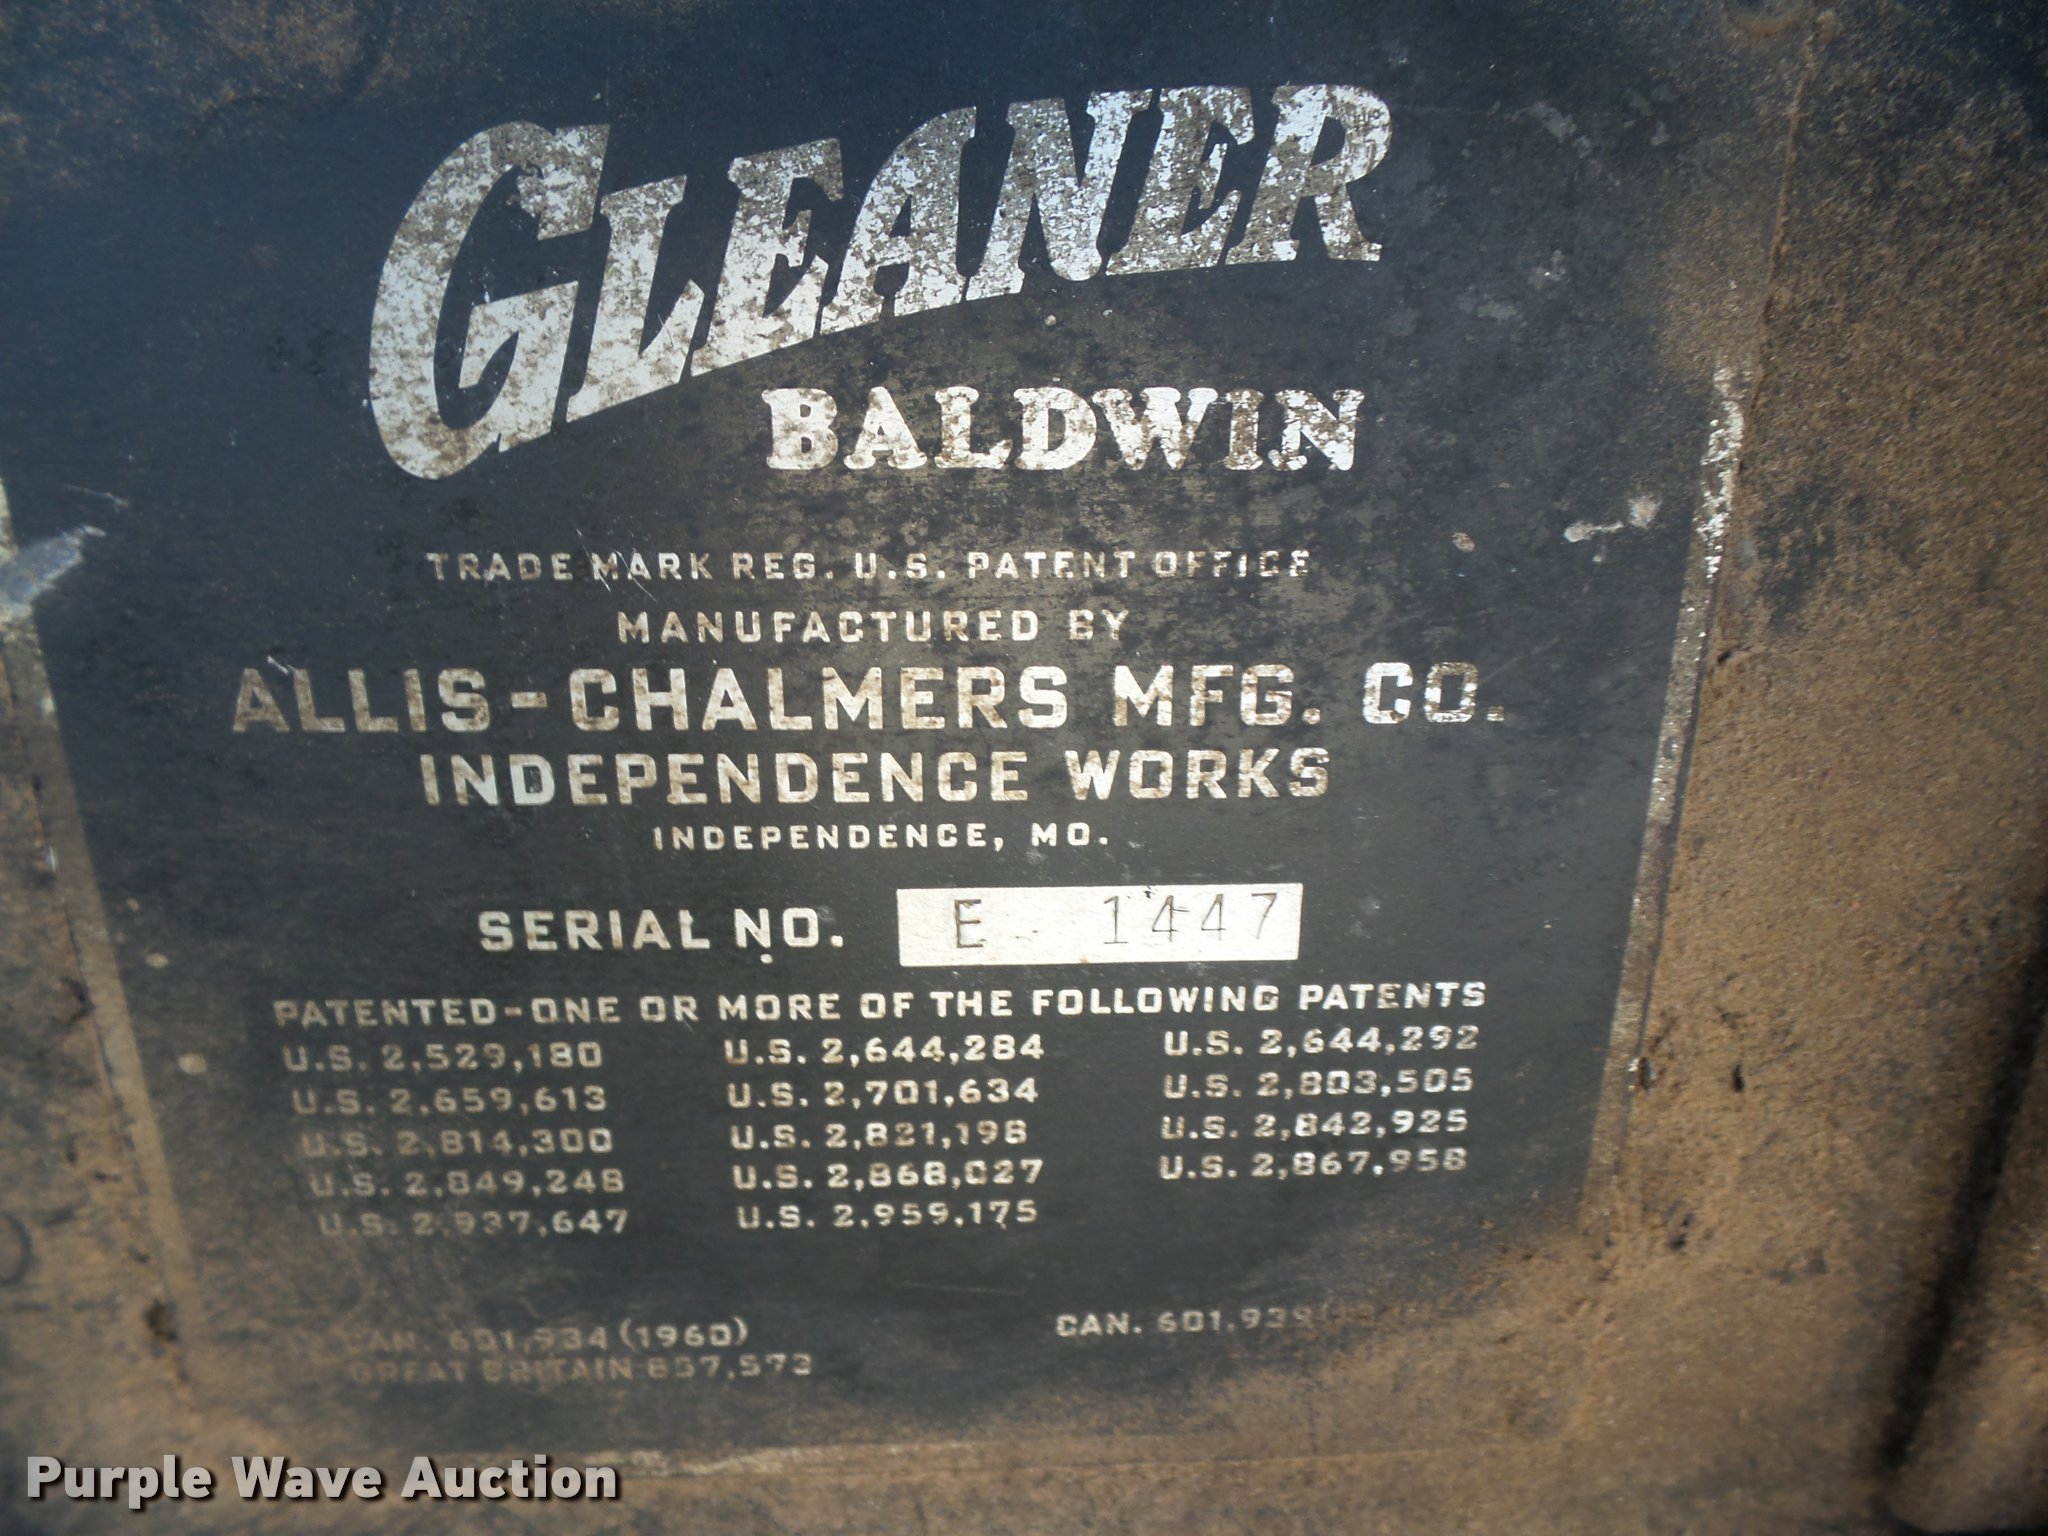 GLEANER
BALDWIN
TRADE MARK REG. U.S. PATENT OFFICE
MANUFACTURED BY
ALLIS-CHALMERS MFG. CO.
INDEPENDENCE WORKS
INDEPENDENCE, MO.
SERIAL NO. E 1447
PATENTED-ONE OR MORE OF THE FOLLOWING PATENTS
U.S. 2,529,180 U.S. 2,644,284 U.S. 2,644,292
U.S. 2,659,613 U.S. 2,701,634 U.S. 2,803,505
U.S. 2,814,300 U.S. 2,821,198 U.S. 2,842,925
U.S. 2,849,248 U.S. 2,868,027 U.S. 2,867,958
U.S. 2,937,647 U.S. 2,959,175
CAN. 601,934 (1960) CAN. 601,939
GREAT BRITAIN 857,573
Purple Wave Auction